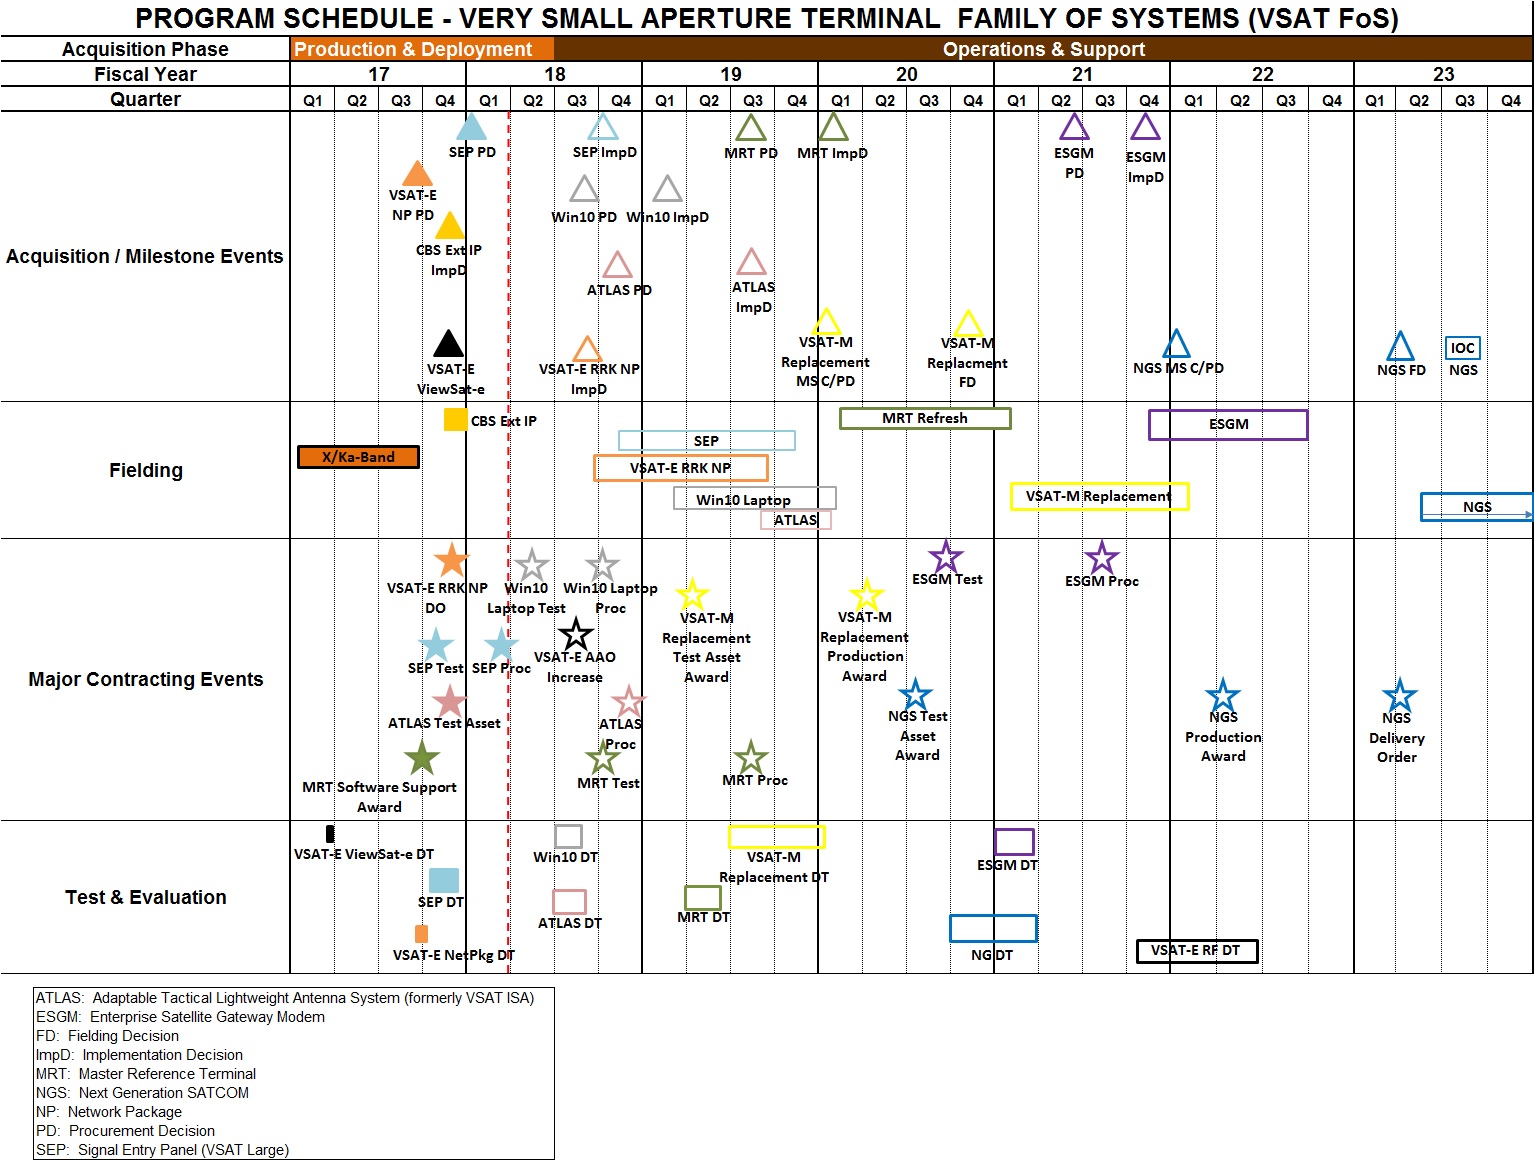 PROGRAM SCHEDULE - VERY SMALL APERTURE TERMINAL FAMILY OF SYSTEMS (VSAT FoS)
Acquisition Phase Production & Deployment Operations & Support
Fiscal Year 17 18 19 20 21 22 23
Quarter Q1 Q2 Q3 Q4 Q1 Q2 Q3 Q4 Q1 Q2 Q3 Q4 Q1 Q2 Q3 Q4 Q1 Q2 Q3 Q4 Q1 Q2 Q3 Q4 Q1 Q2 Q3 Q4
Acquisition / Milestone Events
SEP PD
SEP ImpD
MRT PD
MRT ImpD
ESGM
PD
ESGM
ImpD
VSAT-E
NP PD
Win10 PD
Win10 ImpD
CBS Ext IP
ImpD
ATLAS PD
ATLAS
ImpD
VSAT-E
ViewSat-e
VSAT-E RRK NP
ImpD
VSAT-M
Replacement
MS C/PD
VSAT-M
Replacment
FD
NGS MS C/PD
NGS FD
IOC
NGS
Fielding
CBS Ext IP
X/Ka-Band
SEP
VSAT-E RRK NP
Win10 Laptop
ATLAS
MRT Refresh
ESGM
VSAT-M Replacement
NGS
Major Contracting Events
VSAT-E RRK NP
DO
Win10
Laptop Test
Win10 Laptop
Proc
ESGM Test
ESGM Proc
VSAT-M
Replacement
Test Asset
Award
VSAT-M
Replacement
Production
Award
SEP Test
SEP Proc
VSAT-E AAO
Increase
ATLAS Test Asset
ATLAS
Proc
NGS Test
Asset
Award
NGS
Production
Award
NGS
Delivery
Order
MRT Software Support
Award
MRT Test
MRT Proc
Test & Evaluation
VSAT-E ViewSat-e DT
Win10 DT
VSAT-M
Replacement DT
ESGM DT
SEP DT
ATLAS DT
MRT DT
VSAT-E NetPkg DT
NG DT
VSAT-E RF DT
ATLAS: Adaptable Tactical Lightweight Antenna System (formerly VSAT ISA)
ESGM: Enterprise Satellite Gateway Modem
FD: Fielding Decision
ImpD: Implementation Decision
MRT: Master Reference Terminal
NGS: Next Generation SATCOM
NP: Network Package
PD: Procurement Decision
SEP: Signal Entry Panel (VSAT Large)